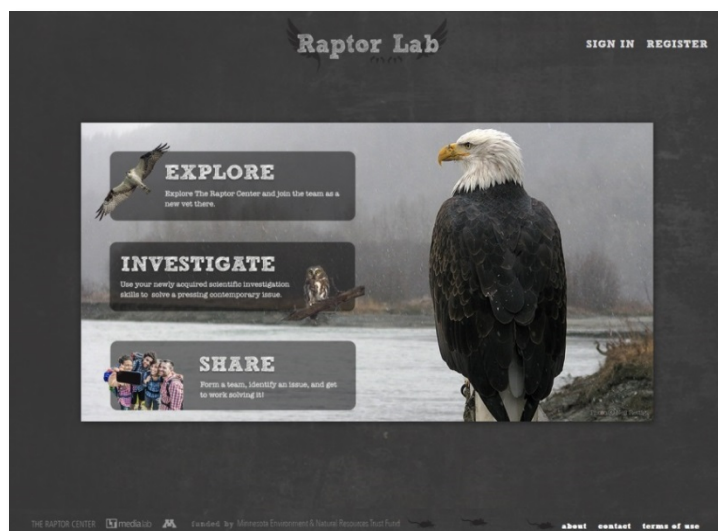 Raptor Lab
SIGN IN REGISTER
EXPLORE
Explore The Raptor Center and join the team as a
new vet there.
INVESTIGATE
Use your newly acquired scientific investigation
skills to solve a pressing contemporary issue.
SHARE
Form a team, identify an issue, and get
to work solving it!
THE RAPTOR CENTER media lab M funded by Minnesota Environment & Natural Resources Trust Fund
about contact terms of use